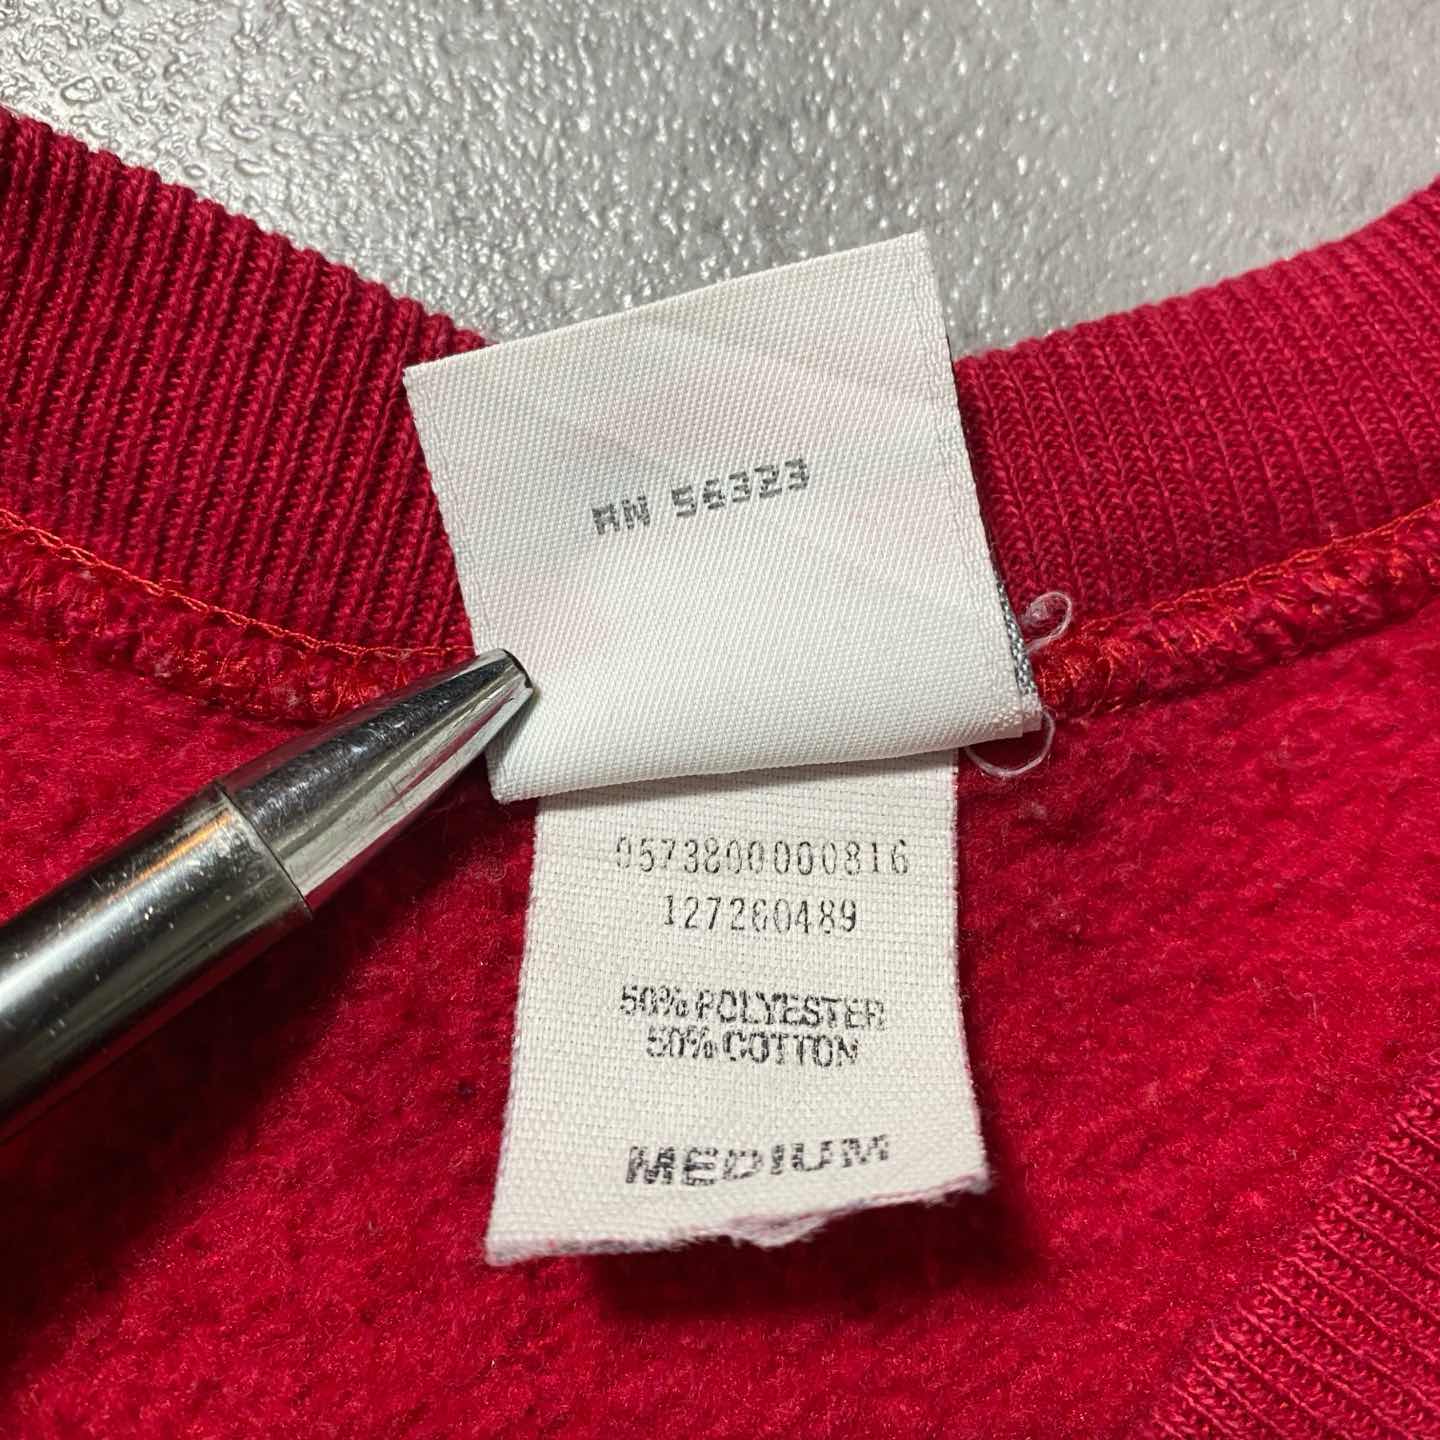 RN 56323
0573800000816
127260489
50% POLYESTER
50% COTTON
MEDIUM